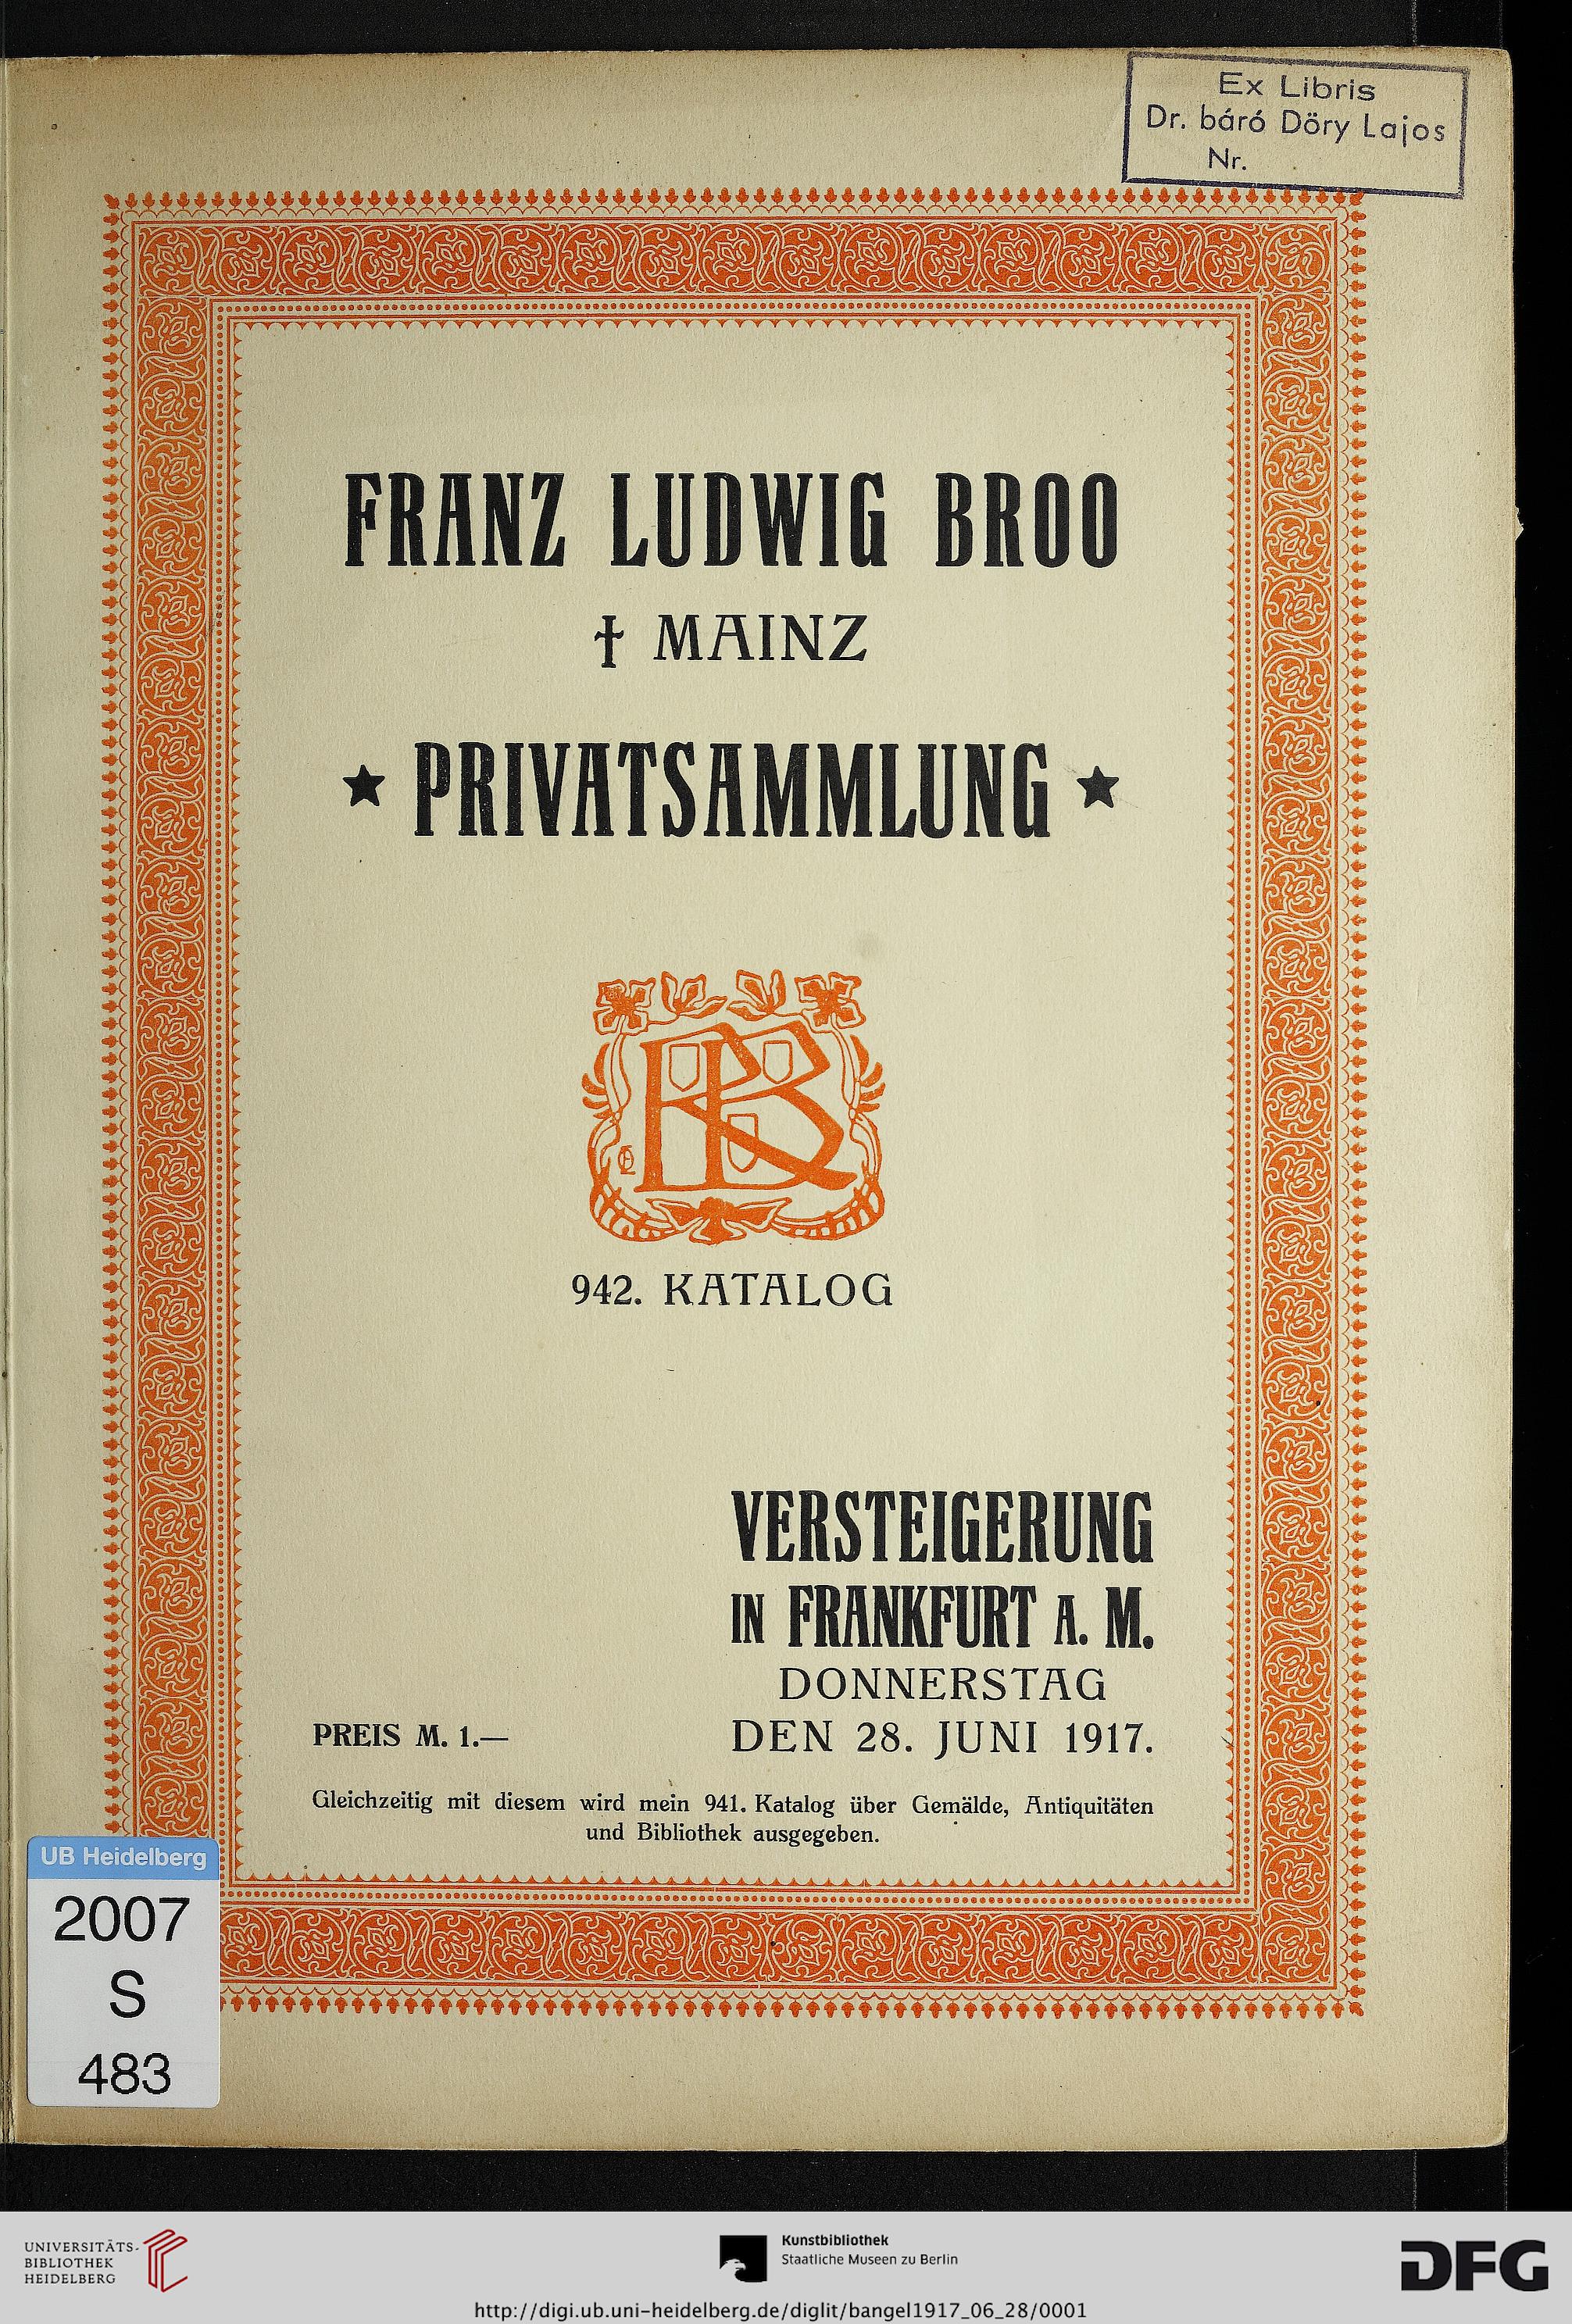 Ex Libris
Dr. báró Döry Lajos
Nr.
FRANZ LUDWIG BROO
† MAINZ
★ PRIVATSAMMLUNG ★
942. KATALOG
VERSTEIGERUNG
IN FRANKFURT A. M.
DONNERSTAG
DEN 28. JUNI 1917.
PREIS M. 1.—
Gleichzeitig mit diesem wird mein 941. Katalog über Gemälde, Antiquitäten
und Bibliothek ausgegeben.
UB Heidelberg
2007
S
483
UNIVERSITÄTS-
BIBLIOTHEK
HEIDELBERG
Kunstbibliothek
Staatliche Museen zu Berlin
DFG
http://digi.ub.uni-heidelberg.de/diglit/bangel1917_06_28/0001